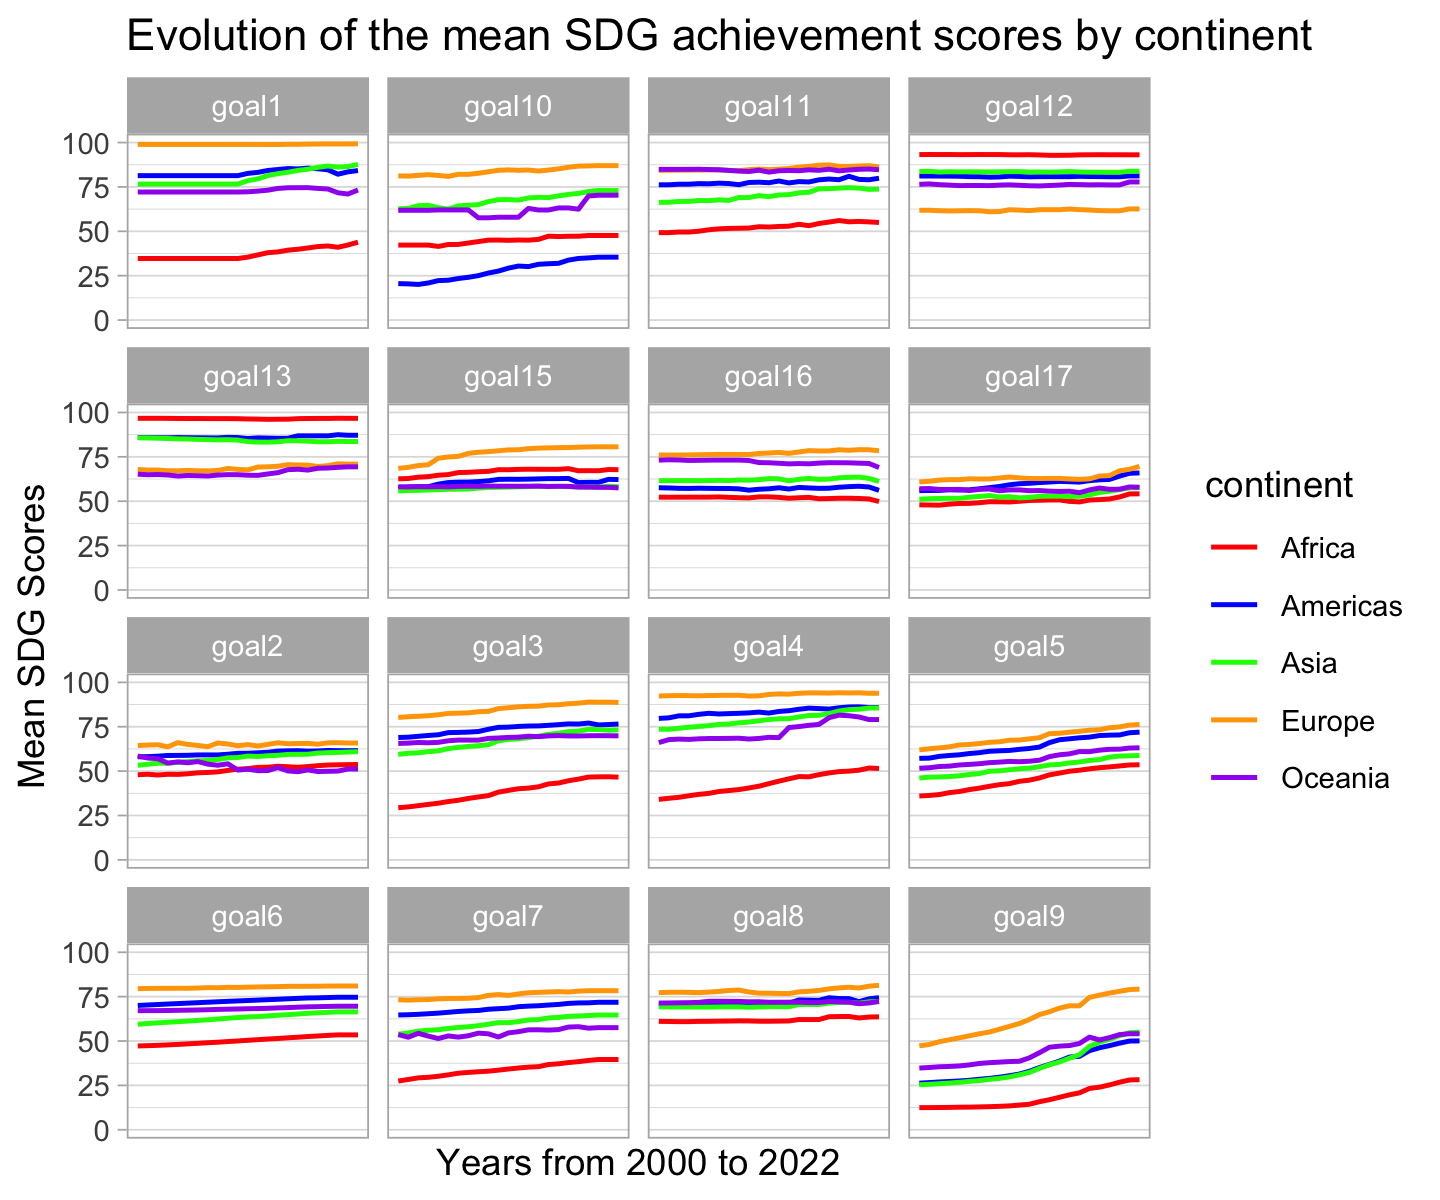 Evolution of the mean SDG achievement scores by continent
goal1 goal10 goal11 goal12
100
75
50
25
0
goal13 goal15 goal16 goal17
100
75
50
25
0
goal2 goal3 goal4 goal5
100
75
50
25
0
goal6 goal7 goal8 goal9
100
75
50
25
0
Mean SDG Scores
Years from 2000 to 2022
continent
Africa
Americas
Asia
Europe
Oceania